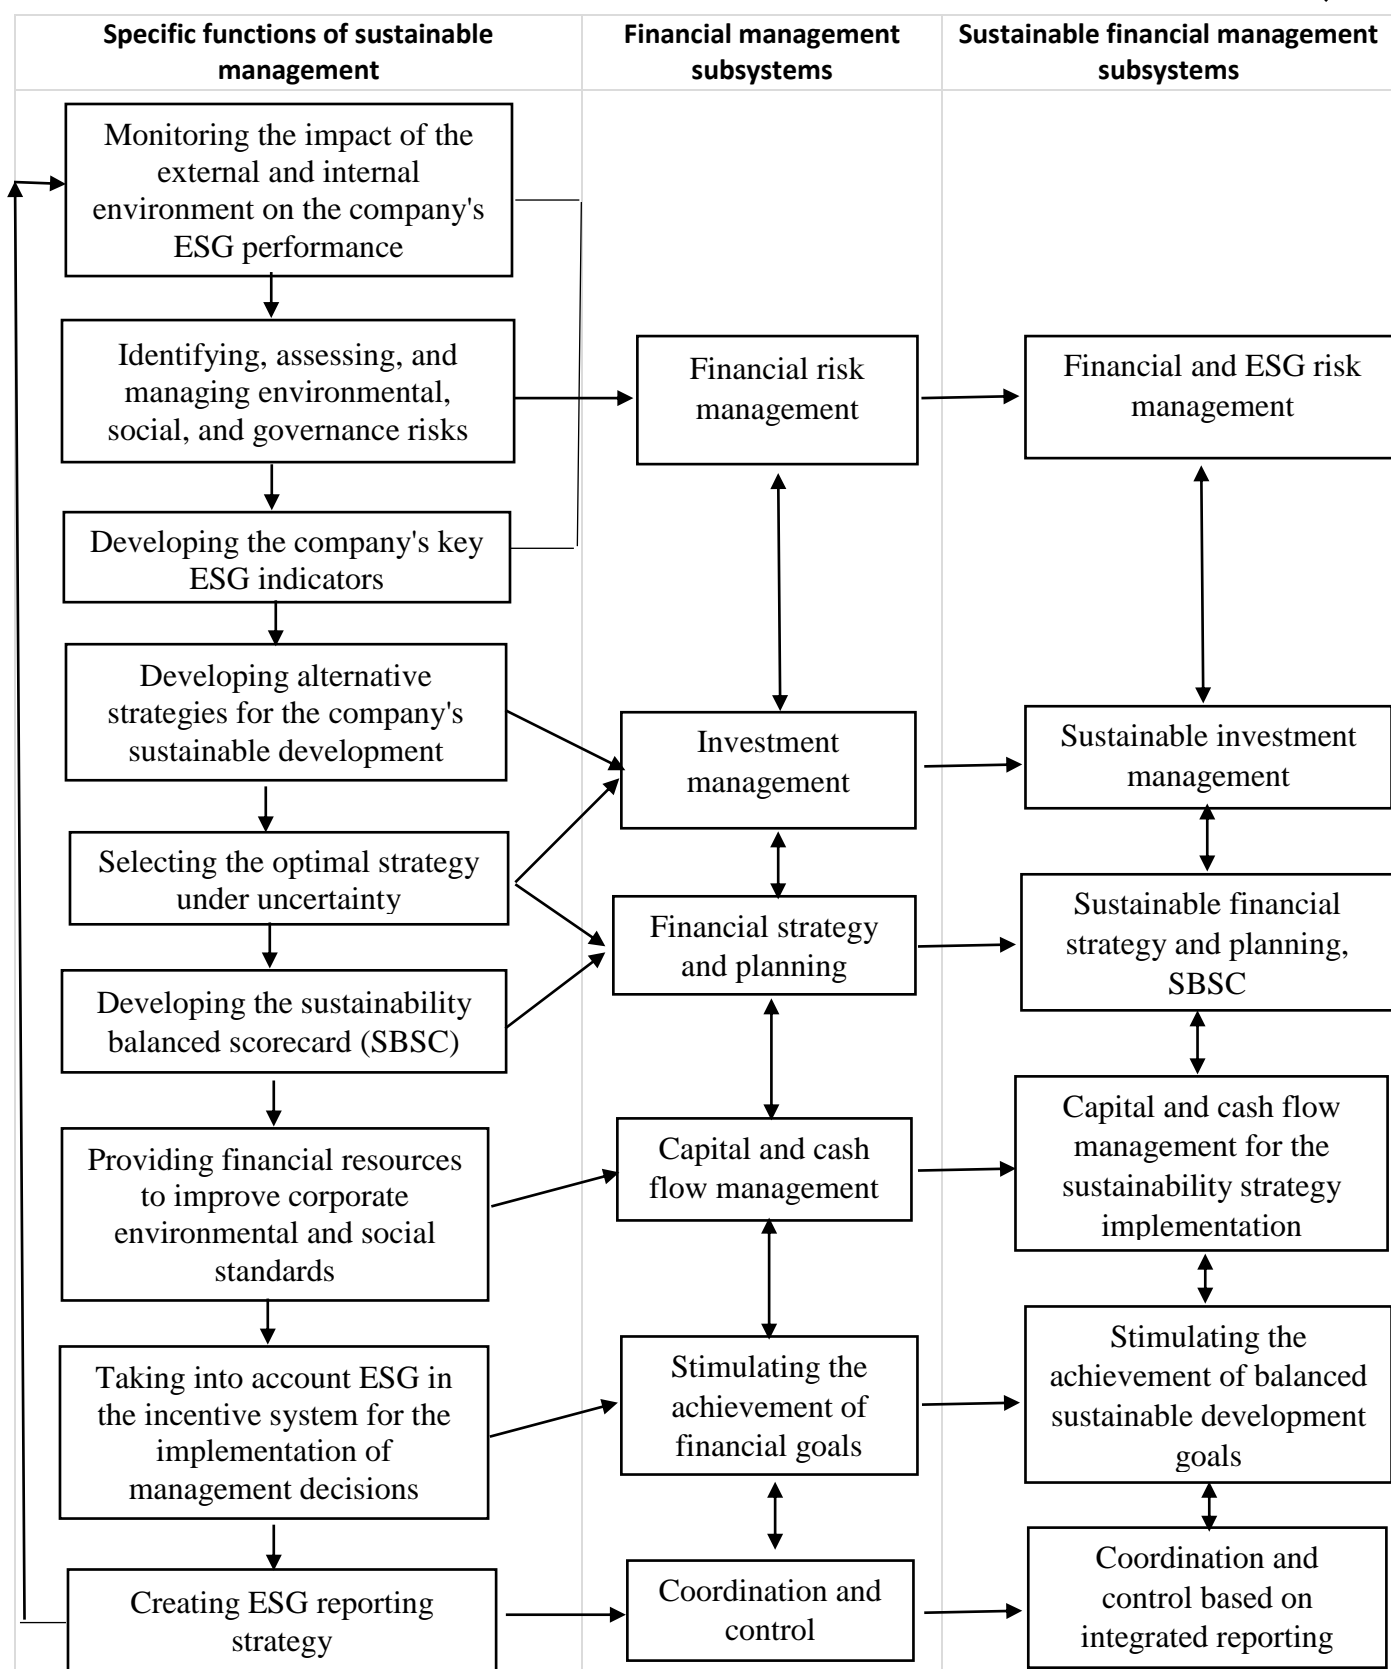 Specific functions of sustainable
management
Financial management
subsystems
Sustainable financial management
subsystems
Monitoring the impact of the
external and internal
environment on the company's
ESG performance
Identifying, assessing, and
managing environmental,
social, and governance risks
Financial risk
management
Financial and ESG risk
management
Developing the company's key
ESG indicators
Developing alternative
strategies for the company's
sustainable development
Investment
management
Sustainable investment
management
Selecting the optimal strategy
under uncertainty
Financial strategy
and planning
Sustainable financial
strategy and planning,
SBSC
Developing the sustainability
balanced scorecard (SBSC)
Providing financial resources
to improve corporate
environmental and social
standards
Capital and cash
flow management
Capital and cash flow
management for the
sustainability strategy
implementation
Taking into account ESG in
the incentive system for the
implementation of
management decisions
Stimulating the
achievement of
financial goals
Stimulating the
achievement of balanced
sustainable development
goals
Creating ESG reporting
strategy
Coordination and
control
Coordination and
control based on
integrated reporting